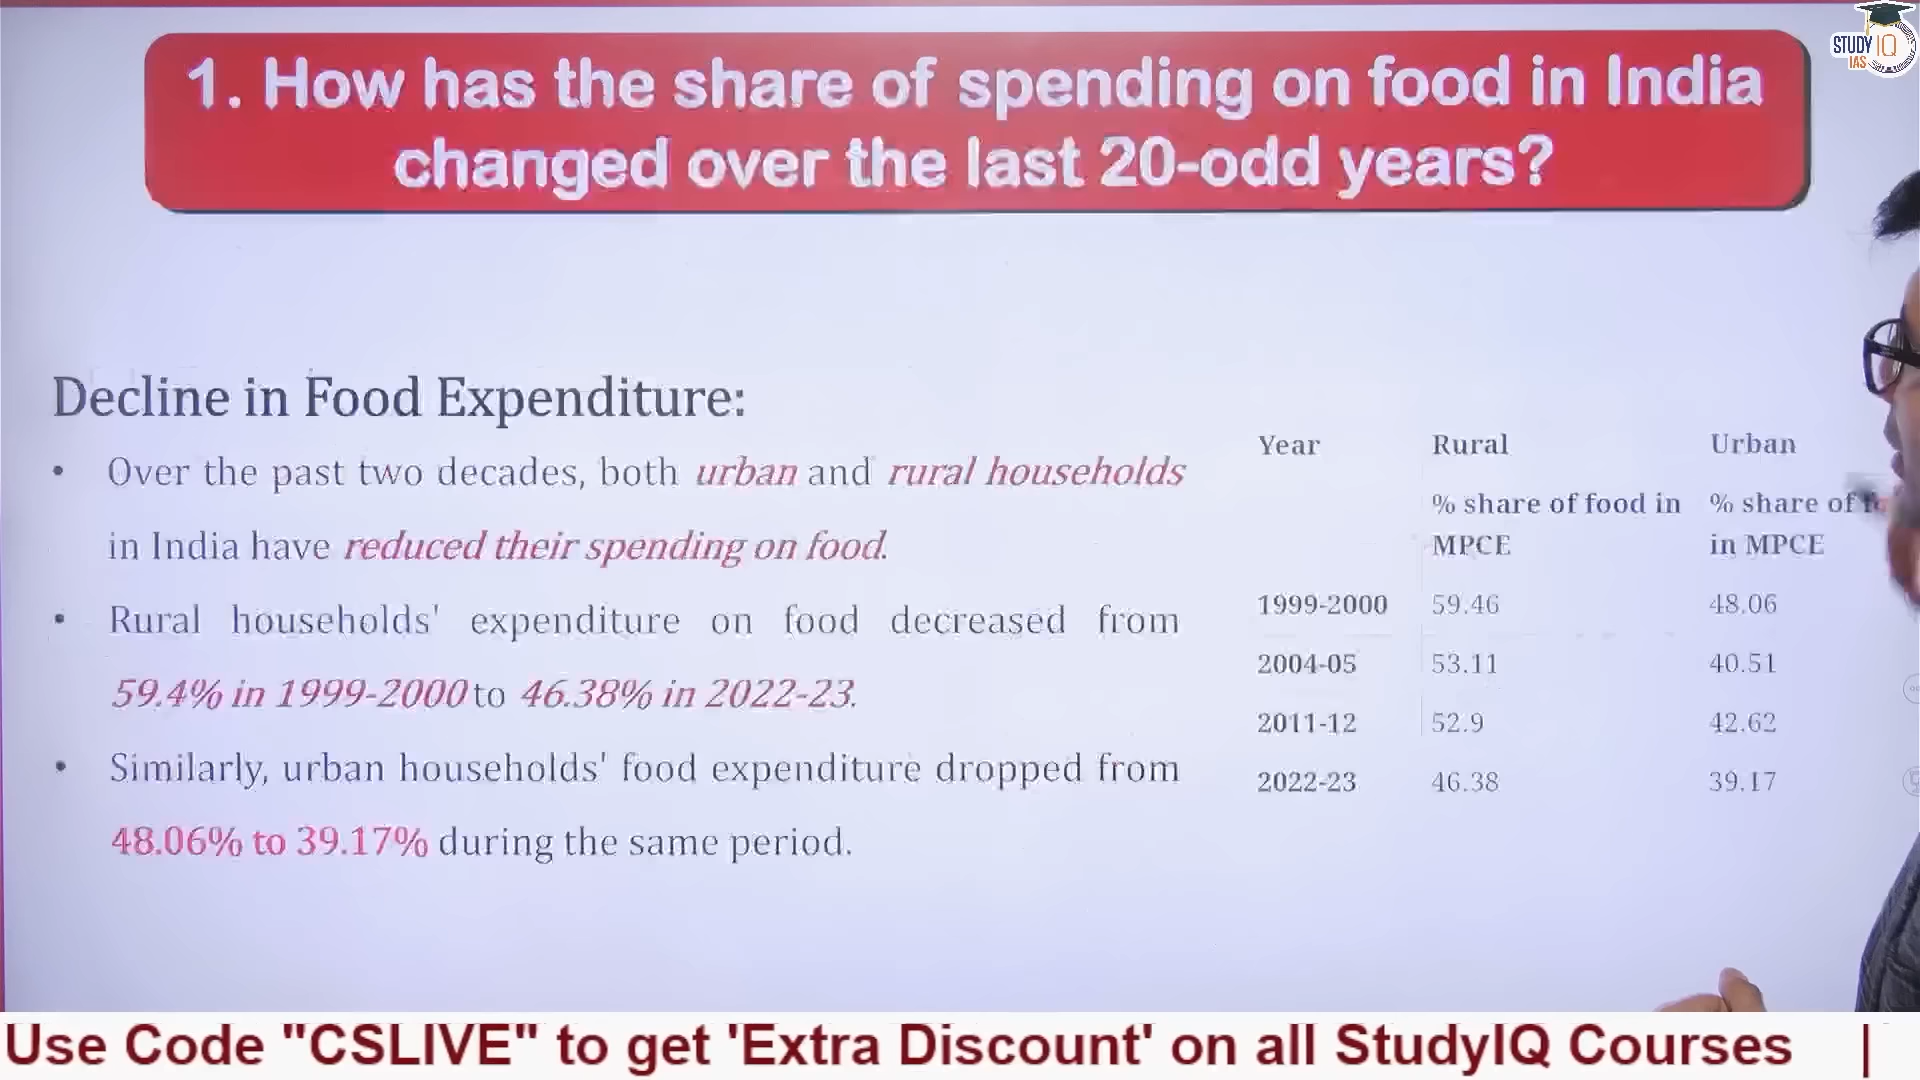 STUDY IQ
IAS
1. How has the share of spending on food in India
changed over the last 20-odd years?
Decline in Food Expenditure:
• Over the past two decades, both urban and rural households
in India have reduced their spending on food.
• Rural households' expenditure on food decreased from
59.4% in 1999-2000 to 46.38% in 2022-23.
• Similarly, urban households' food expenditure dropped from
48.06% to 39.17% during the same period.
Year Rural Urban
% share of food in % share of
MPCE in MPCE
1999-2000 59.46 48.06
2004-05 53.11 40.51
2011-12 52.9 42.62
2022-23 46.38 39.17
Use Code "CSLIVE" to get 'Extra Discount' on all StudyIQ Courses |